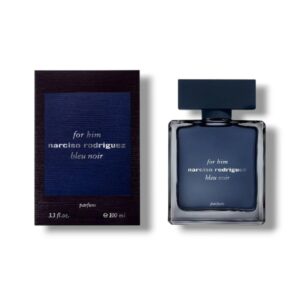 for him
narciso rodriguez
bleu noir
parfum
3.3 fl.oz. ℮ 100 ml
for him
narciso rodriguez
bleu noir
parfum